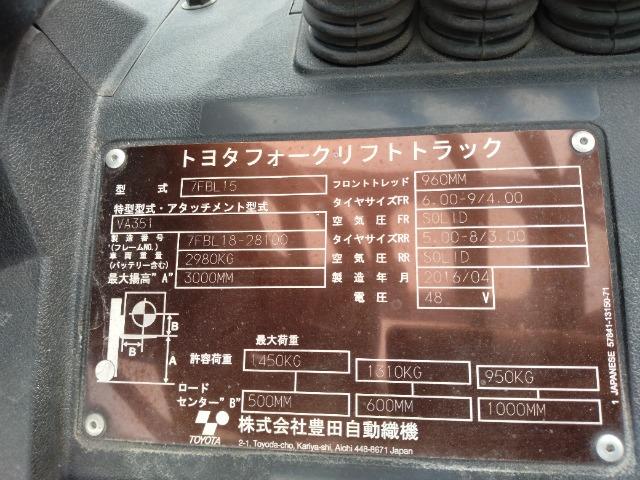 トヨタフォークリフトトラック
型式 7FBL15
特型型式・アタッチメント型式
VA351
製造番号
(フレームNO.) 7FBL18-28100
車両重量
(バッテリー含む) 2980KG
最大揚高"A" 3000MM
フロントトレッド 960MM
タイヤサイズFR 6.00-9/4.00
空気圧 FR SOLID
タイヤサイズRR 5.00-8/3.00
空気圧 RR SOLID
製造年月 2016/04
電圧 48 V
B
B
A
最大荷重
許容荷重 1450KG 1310KG 950KG
ロード
センター"B" 500MM 600MM 1000MM
TOYOTA
株式会社豊田自動織機
2-1, Toyoda-cho, Kariya-shi, Aichi 448-8671 Japan
1 JAPANESE 57841-13150-71